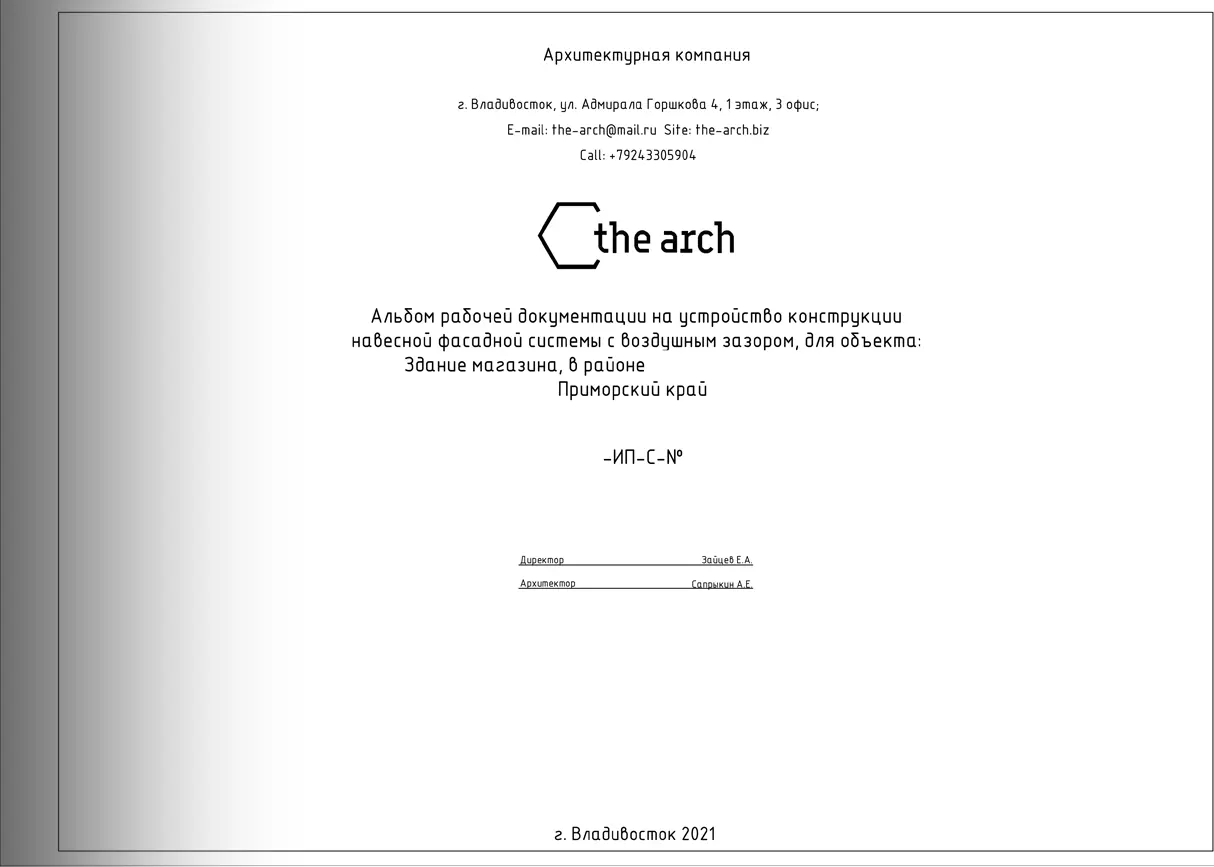 Архитектурная компания
г. Владивосток, ул. Адмирала Горшкова 4, 1 этаж, 3 офис;
E-mail: the-arch@mail.ru Site: the-arch.biz
Call: +79243305904
the arch
Альбом рабочей документации на устройство конструкции
навесной фасадной системы с воздушным зазором, для объекта:
Здание магазина, в районе
Приморский край
-ИП-С-№
Директор Зайцев Е.А.
Архитектор Сапрыкин А.Е.
г. Владивосток 2021